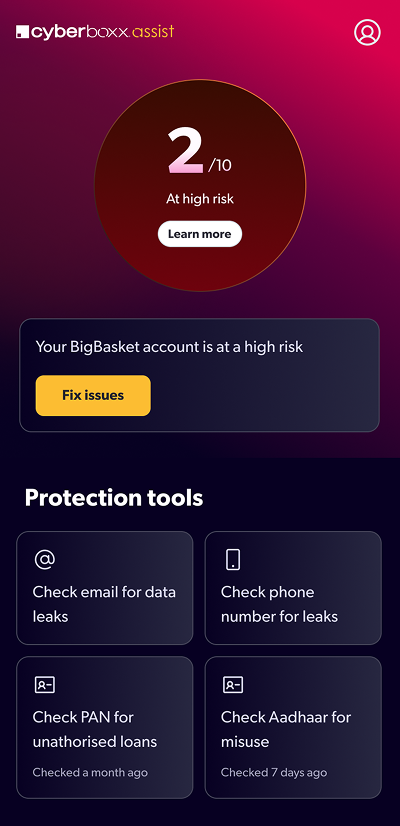 cyberboxx.assist
2/10
At high risk
Learn more
Your BigBasket account is at a high risk
Fix issues
Protection tools
Check email for data
leaks
Check phone
number for leaks
Check PAN for
unathorised loans
Checked a month ago
Check Aadhaar for
misuse
Checked 7 days ago